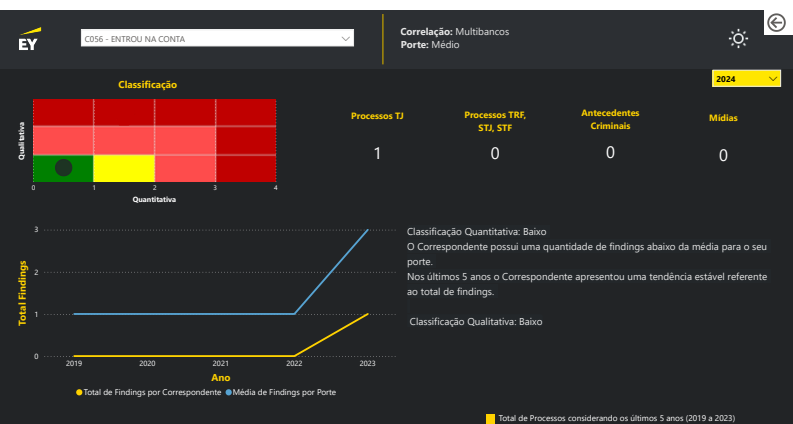 EY
C056 - ENTROU NA CONTA
Correlação: Multibancos
Porte: Médio
2024
Classificação
Qualitativa
0 1 2 3 4
Quantitativa
Processos TJ
1
Processos TRF,
STJ, STF
0
Antecedentes
Criminais
0
Mídias
0
Total Findings
3
2
1
0
2019 2020 2021 2022 2023
Ano
Total de Findings por Correspondente Média de Findings por Porte
Classificação Quantitativa: Baixo
O Correspondente possui uma quantidade de findings abaixo da média para o seu
porte.
Nos últimos 5 anos o Correspondente apresentou uma tendência estável referente
ao total de findings.
Classificação Qualitativa: Baixo
Total de Processos considerando os últimos 5 anos (2019 a 2023)